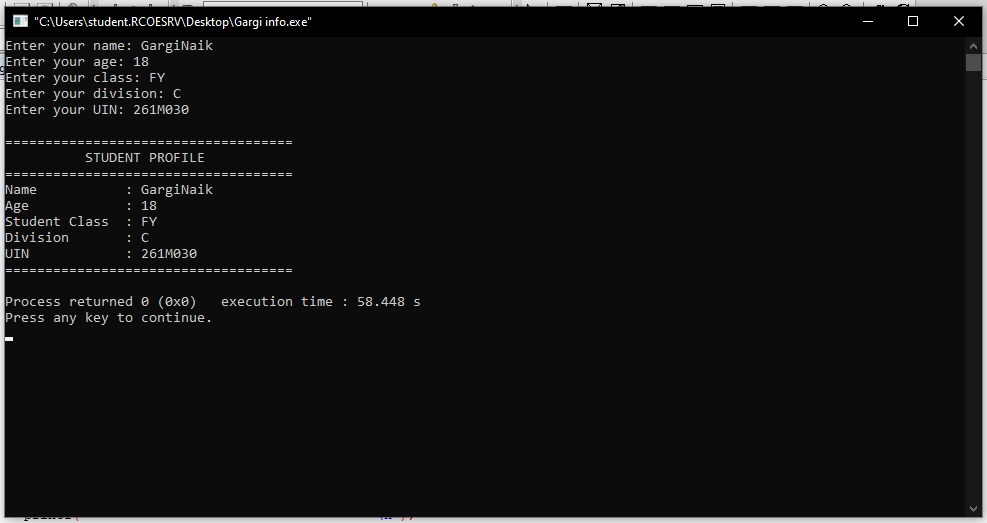 "C:\Users\student.RCOESRV\Desktop\Gargi info.exe"
Enter your name: GargiNaik
Enter your age: 18
Enter your class: FY
Enter your division: C
Enter your UIN: 261M030
====================================
          STUDENT PROFILE
====================================
Name           : GargiNaik
Age            : 18
Student Class  : FY
Division       : C
UIN            : 261M030
====================================
Process returned 0 (0x0)   execution time : 58.448 s
Press any key to continue.